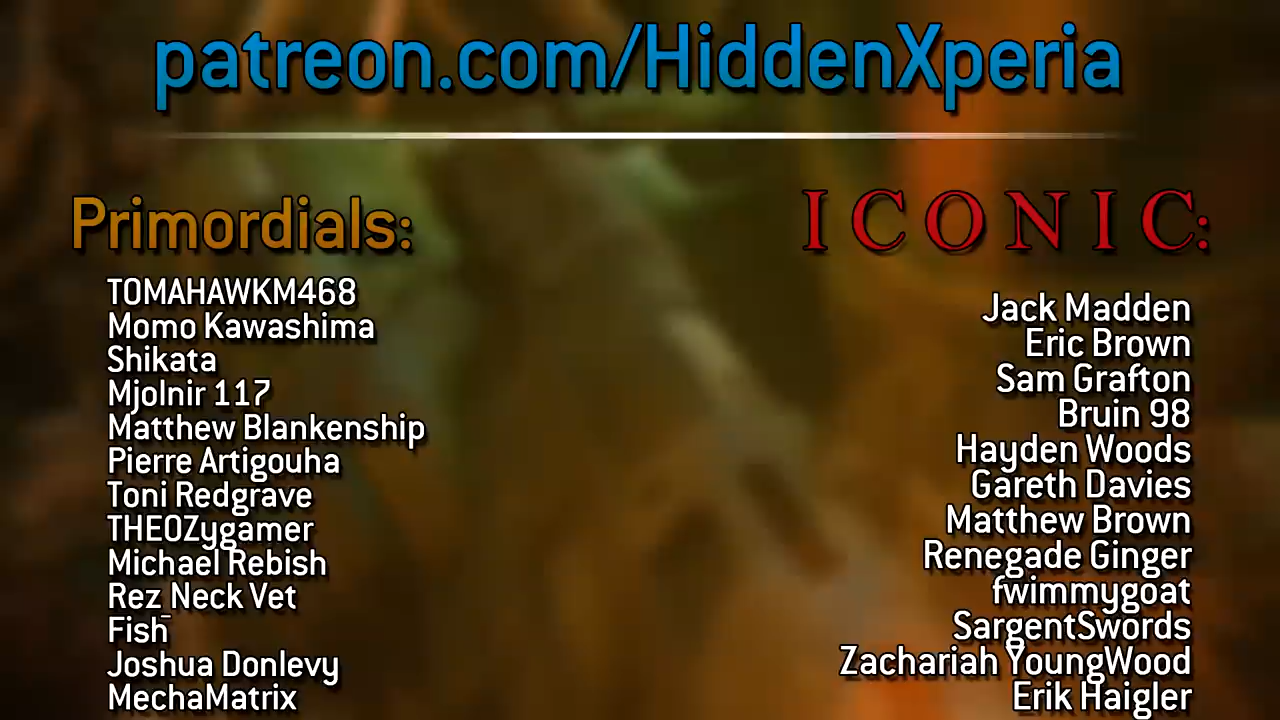 patreon.com/HiddenXperia
Primordials:
TOMAHAWKM468
Momo Kawashima
Shikata
Mjolnir 117
Matthew Blankenship
Pierre Artigouha
Toni Redgrave
THEOZygamer
Michael Rebish
Rez_Neck Vet
Fish
Joshua Donlevy
MechaMatrix
ICONIC:
Jack Madden
Eric Brown
Sam Grafton
Bruin 98
Hayden Woods
Gareth Davies
Matthew Brown
Renegade Ginger
fwimmygoat
SargentSwords
Zachariah YoungWood
Erik Haigler